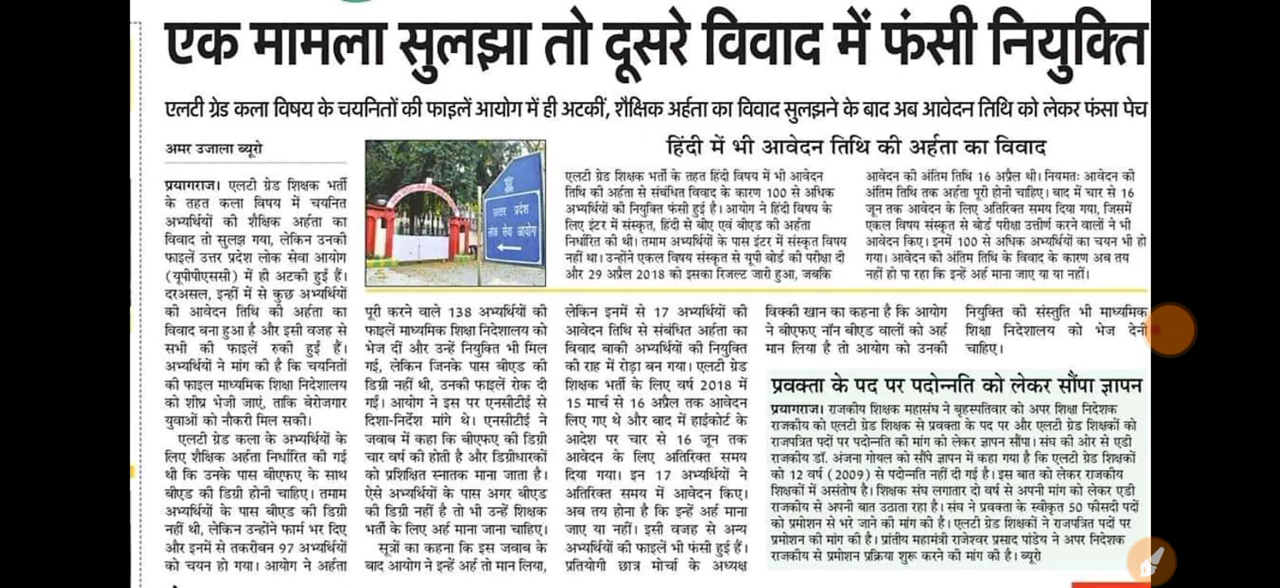 एक मामला सुलझा तो दूसरे विवाद में फंसी नियुक्ति
एलटी ग्रेड कला विषय के चयनितों की फाइलें आयोग में ही अटकीं, शैक्षिक अर्हता का विवाद सुलझने के बाद अब आवेदन तिथि को लेकर फंसा पेच
अमर उजाला ब्यूरो
प्रयागराज। एलटी ग्रेड शिक्षक भर्ती
के तहत कला विषय में चयनित
अभ्यर्थियों की शैक्षिक अर्हता का
विवाद तो सुलझ गया, लेकिन उनकी
फाइलें उत्तर प्रदेश लोक सेवा आयोग
(यूपीपीएससी) में ही अटकी हुई हैं।
दरअसल, इन्हीं में से कुछ अभ्यर्थियों
की आवेदन तिथि की अर्हता का
विवाद बना हुआ है और इसी वजह से
सभी की फाइलें रुकी हुई हैं।
अभ्यर्थियों ने मांग की है कि चयनितों
की फाइल माध्यमिक शिक्षा निदेशालय
को शीघ्र भेजी जाएं, ताकि बेरोजगार
युवाओं को नौकरी मिल सकी।
एलटी ग्रेड कला के अभ्यर्थियों के
लिए शैक्षिक अर्हता निर्धारित की गई
थी कि उनके पास बीएफए के साथ
बीएड की डिग्री होनी चाहिए। तमाम
अभ्यर्थियों के पास बीएड की डिग्री
नहीं थी, लेकिन उन्होंने फार्म भर दिए
और इनमें से तकरीबन 97 अभ्यर्थियों
को चयन हो गया। आयोग ने अर्हता
उत्तर प्रदेश
लोक सेवा आयोग
पूरी करने वाले 138 अभ्यर्थियों की
फाइलें माध्यमिक शिक्षा निदेशालय को
भेज दीं और उन्हें नियुक्ति भी मिल
गई, लेकिन जिनके पास बीएड की
डिग्री नहीं थी, उनकी फाइलें रोक दी
गईं। आयोग ने इस पर एनसीटीई से
दिशा-निर्देश मांगे थे। एनसीटीई ने
जवाब में कहा कि बीएफए की डिग्री
चार वर्ष की होती है और डिग्रीधारकों
को प्रशिक्षित स्नातक माना जाता है।
ऐसे अभ्यर्थियों के पास अगर बीएड
की डिग्री नहीं है तो भी उन्हें शिक्षक
भर्ती के लिए अर्ह माना जाना चाहिए।
सूत्रों का कहना कि इस जवाब के
बाद आयोग ने इन्हें अर्ह तो मान लिया,
लेकिन इनमें से 17 अभ्यर्थियों की
आवेदन तिथि से संबंधित अर्हता का
विवाद बाकी अभ्यर्थियों की नियुक्ति
की राह में रोड़ा बन गया। एलटी ग्रेड
शिक्षक भर्ती के लिए वर्ष 2018 में
15 मार्च से 16 अप्रैल तक आवेदन
लिए गए थे और बाद में हाईकोर्ट के
आदेश पर चार से 16 जून तक
आवेदन के लिए अतिरिक्त समय
दिया गया। इन 17 अभ्यर्थियों ने
अतिरिक्त समय में आवेदन किए।
अब तय होना है कि इन्हें अर्ह माना
जाए या नहीं। इसी वजह से अन्य
अभ्यर्थियों की फाइलें भी फंसी हुई हैं।
प्रतियोगी छात्र मोर्चा के अध्यक्ष
विक्की खान का कहना है कि आयोग
ने बीएफए नॉन बीएड वालों को अर्ह
मान लिया है तो आयोग को उनकी
नियुक्ति की संस्तुति भी माध्यमिक
शिक्षा निदेशालय को भेज देनी
चाहिए।
हिंदी में भी आवेदन तिथि की अर्हता का विवाद
एलटी ग्रेड शिक्षक भर्ती के तहत हिंदी विषय में भी आवेदन
तिथि की अर्हता से संबंधित विवाद के कारण 100 से अधिक
अभ्यर्थियों की नियुक्ति फंसी हुई है। आयोग ने हिंदी विषय के
लिए इंटर में संस्कृत, हिंदी से बीए एवं बीएड की अर्हता
निर्धारित की थी। तमाम अभ्यर्थियों के पास इंटर में संस्कृत विषय
नहीं था। उन्होंने एकल विषय संस्कृत से यूपी बोर्ड की परीक्षा दी
और 29 अप्रैल 2018 को इसका रिजल्ट जारी हुआ, जबकि
आवेदन की अंतिम तिथि 16 अप्रैल थी। नियमतः आवेदन की
अंतिम तिथि तक अर्हता पूरी होनी चाहिए। बाद में चार से 16
जून तक आवेदन के लिए अतिरिक्त समय दिया गया, जिसमें
एकल विषय संस्कृत से बोर्ड परीक्षा उत्तीर्ण करने वालों ने भी
आवेदन किए। इनमें 100 से अधिक अभ्यर्थियों का चयन भी हो
गया। आवेदन की अंतिम तिथि के विवाद के कारण अब तय
नहीं हो पा रहा कि इन्हें अर्ह माना जाए या या नहीं।
प्रवक्ता के पद पर पदोन्नति को लेकर सौंपा ज्ञापन
प्रयागराज। राजकीय शिक्षक महासंघ ने बृहस्पतिवार को अपर शिक्षा निदेशक
राजकीय को एलटी ग्रेड शिक्षक से प्रवक्ता के पद पर और एलटी ग्रेड शिक्षकों को
राजपत्रित पदों पर पदोन्नति की मांग को लेकर ज्ञापन सौंपा। संघ की ओर से एडी
राजकीय डॉ. अंजना गोयल को सौंपे ज्ञापन में कहा गया है कि एलटी ग्रेड शिक्षकों
को 12 वर्ष (2009) से पदोन्नति नहीं दी गई है। इस बात को लेकर राजकीय
शिक्षकों में असंतोष है। शिक्षक संघ लगातार दो वर्ष से अपनी मांग को लेकर एडी
राजकीय से अपनी बात उठाता रहा है। संघ ने प्रवक्ता के स्वीकृत 50 फीसदी पदों
को प्रमोशन से भरे जाने की मांग की है। एलटी ग्रेड शिक्षकों ने राजपत्रित पदों पर
प्रमोशन की मांग की है। प्रांतीय महामंत्री राजेश्वर प्रसाद पांडेय ने अपर निदेशक
राजकीय से प्रमोशन प्रक्रिया शुरू करने की मांग की है। ब्यूरो